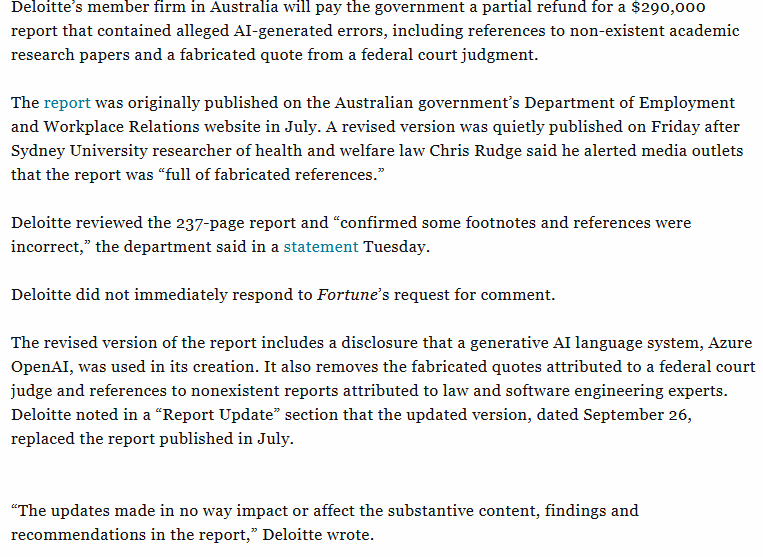 Deloitte’s member firm in Australia will pay the government a partial refund for a $290,000
report that contained alleged AI-generated errors, including references to non-existent academic
research papers and a fabricated quote from a federal court judgment.
The report was originally published on the Australian government’s Department of Employment
and Workplace Relations website in July. A revised version was quietly published on Friday after
Sydney University researcher of health and welfare law Chris Rudge said he alerted media outlets
that the report was “full of fabricated references.”
Deloitte reviewed the 237-page report and “confirmed some footnotes and references were
incorrect,” the department said in a statement Tuesday.
Deloitte did not immediately respond to Fortune’s request for comment.
The revised version of the report includes a disclosure that a generative AI language system, Azure
OpenAI, was used in its creation. It also removes the fabricated quotes attributed to a federal court
judge and references to nonexistent reports attributed to law and software engineering experts.
Deloitte noted in a “Report Update” section that the updated version, dated September 26,
replaced the report published in July.
“The updates made in no way impact or affect the substantive content, findings and
recommendations in the report,” Deloitte wrote.